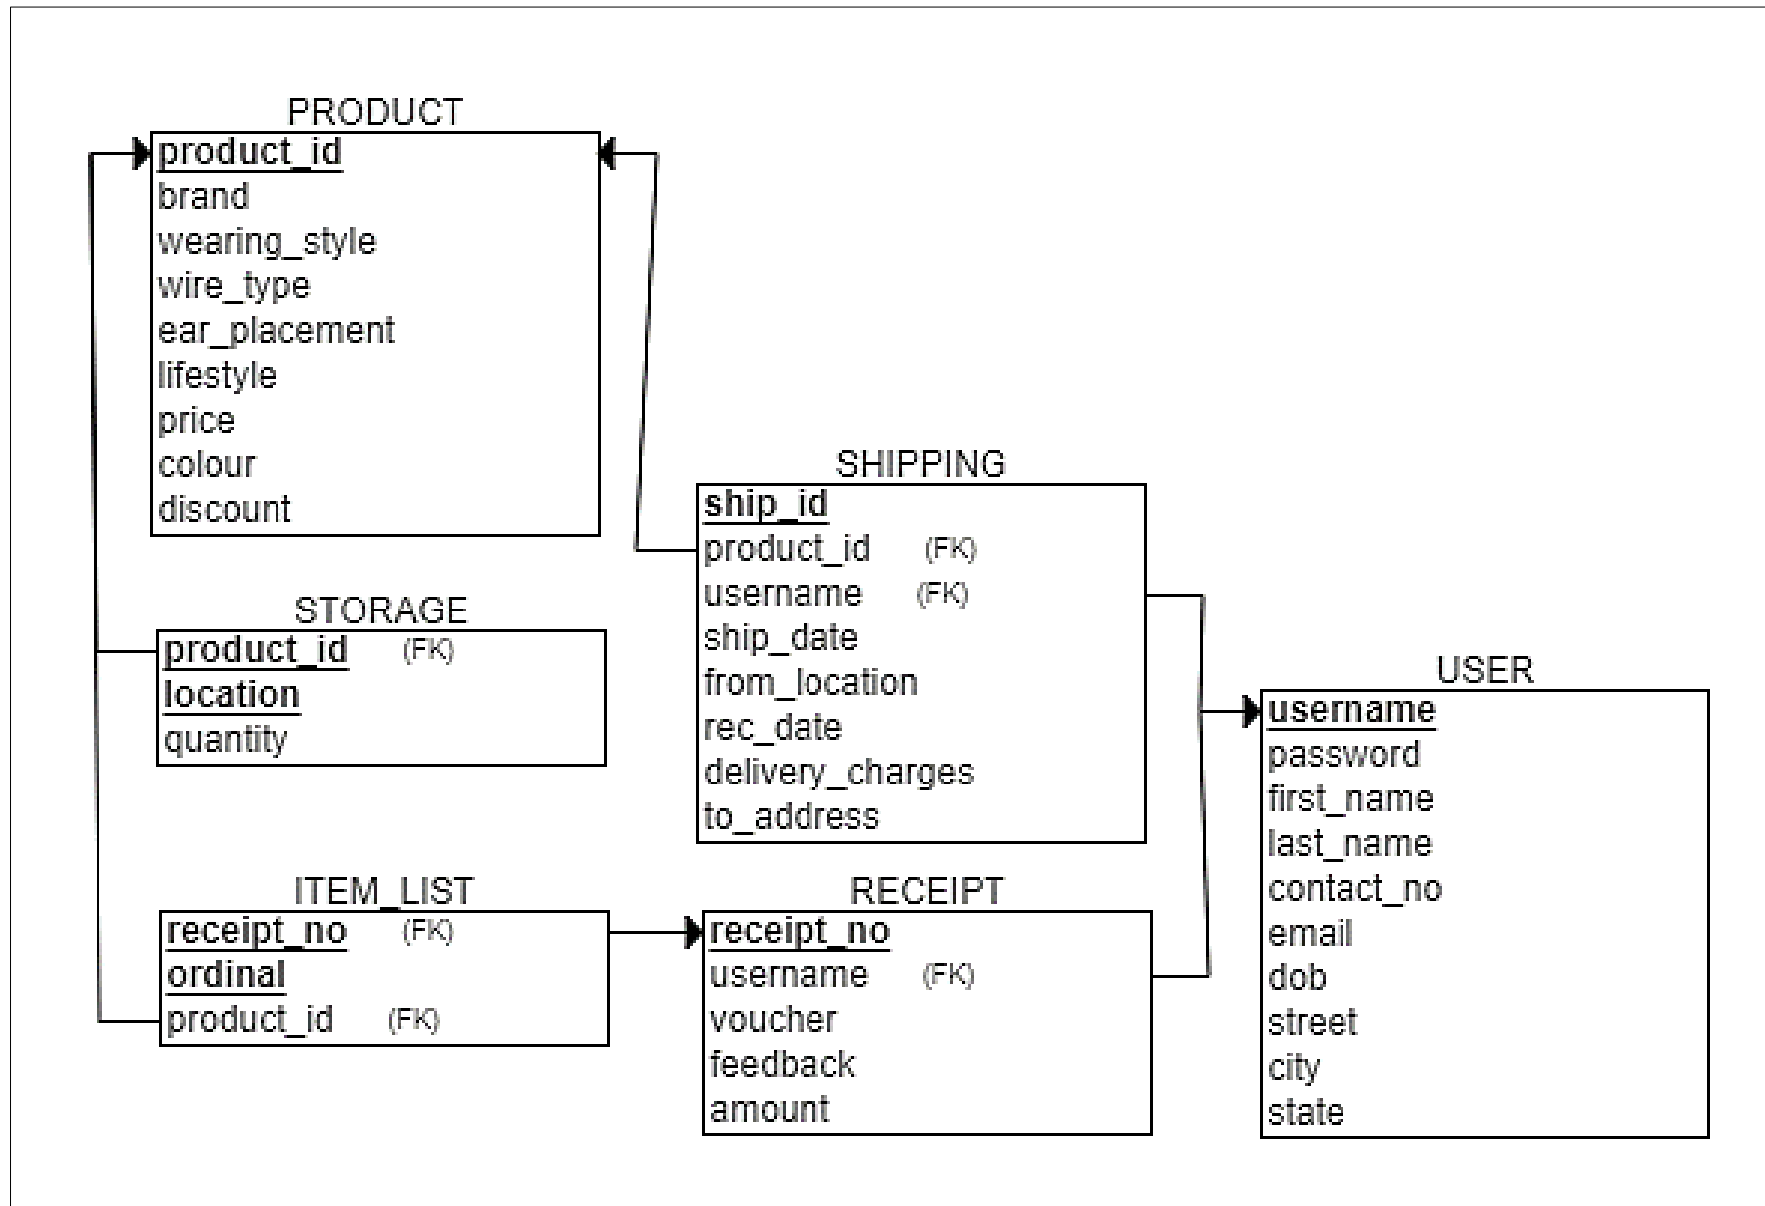 PRODUCT
product_id
brand
wearing_style
wire_type
ear_placement
lifestyle
price
colour
discount
STORAGE
product_id (FK)
location
quantity
ITEM_LIST
receipt_no (FK)
ordinal
product_id (FK)
SHIPPING
ship_id
product_id (FK)
username (FK)
ship_date
from_location
rec_date
delivery_charges
to_address
RECEIPT
receipt_no
username (FK)
voucher
feedback
amount
USER
username
password
first_name
last_name
contact_no
email
dob
street
city
state